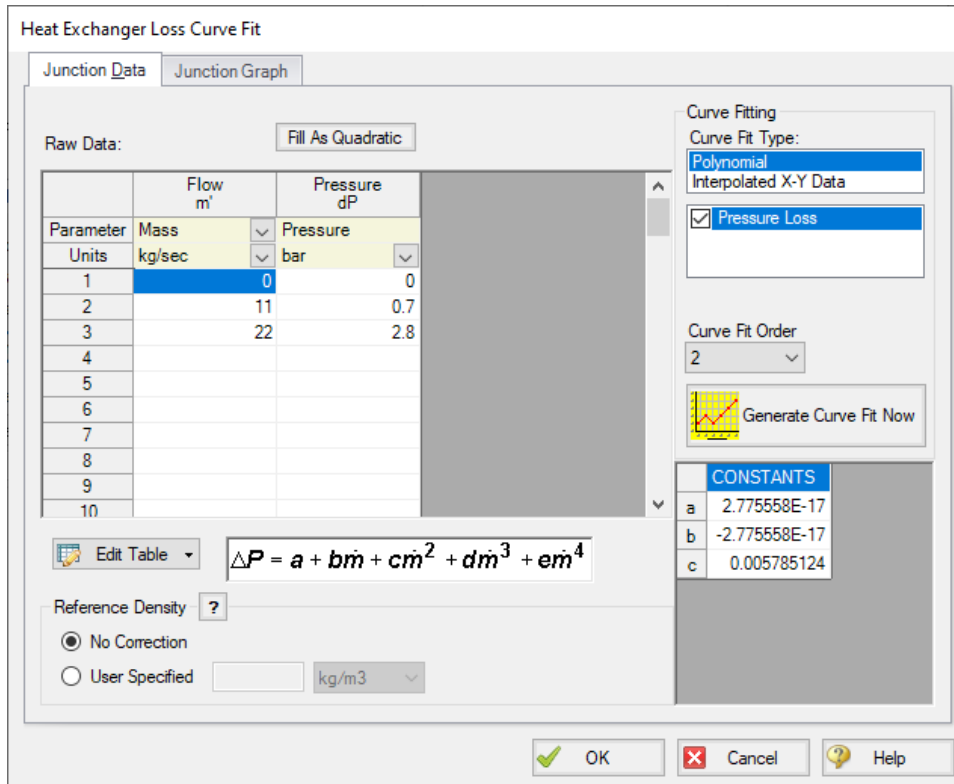 Heat Exchanger Loss Curve Fit
Junction Data
Junction Graph
Raw Data:
Fill As Quadratic
Flow
m'
Pressure
dP
Parameter Mass Pressure
Units kg/sec bar
1 0 0
2 11 0.7
3 22 2.8
4
5
6
7
8
9
10
Edit Table
ΔP = a + bṁ + cṁ² + dṁ³ + eṁ⁴
Reference Density ?
No Correction
User Specified kg/m3
Curve Fitting
Curve Fit Type:
Polynomial
Interpolated X-Y Data
Pressure Loss
Curve Fit Order
2
Generate Curve Fit Now
CONSTANTS
a 2.775558E-17
b -2.775558E-17
c 0.005785124
OK
Cancel
Help